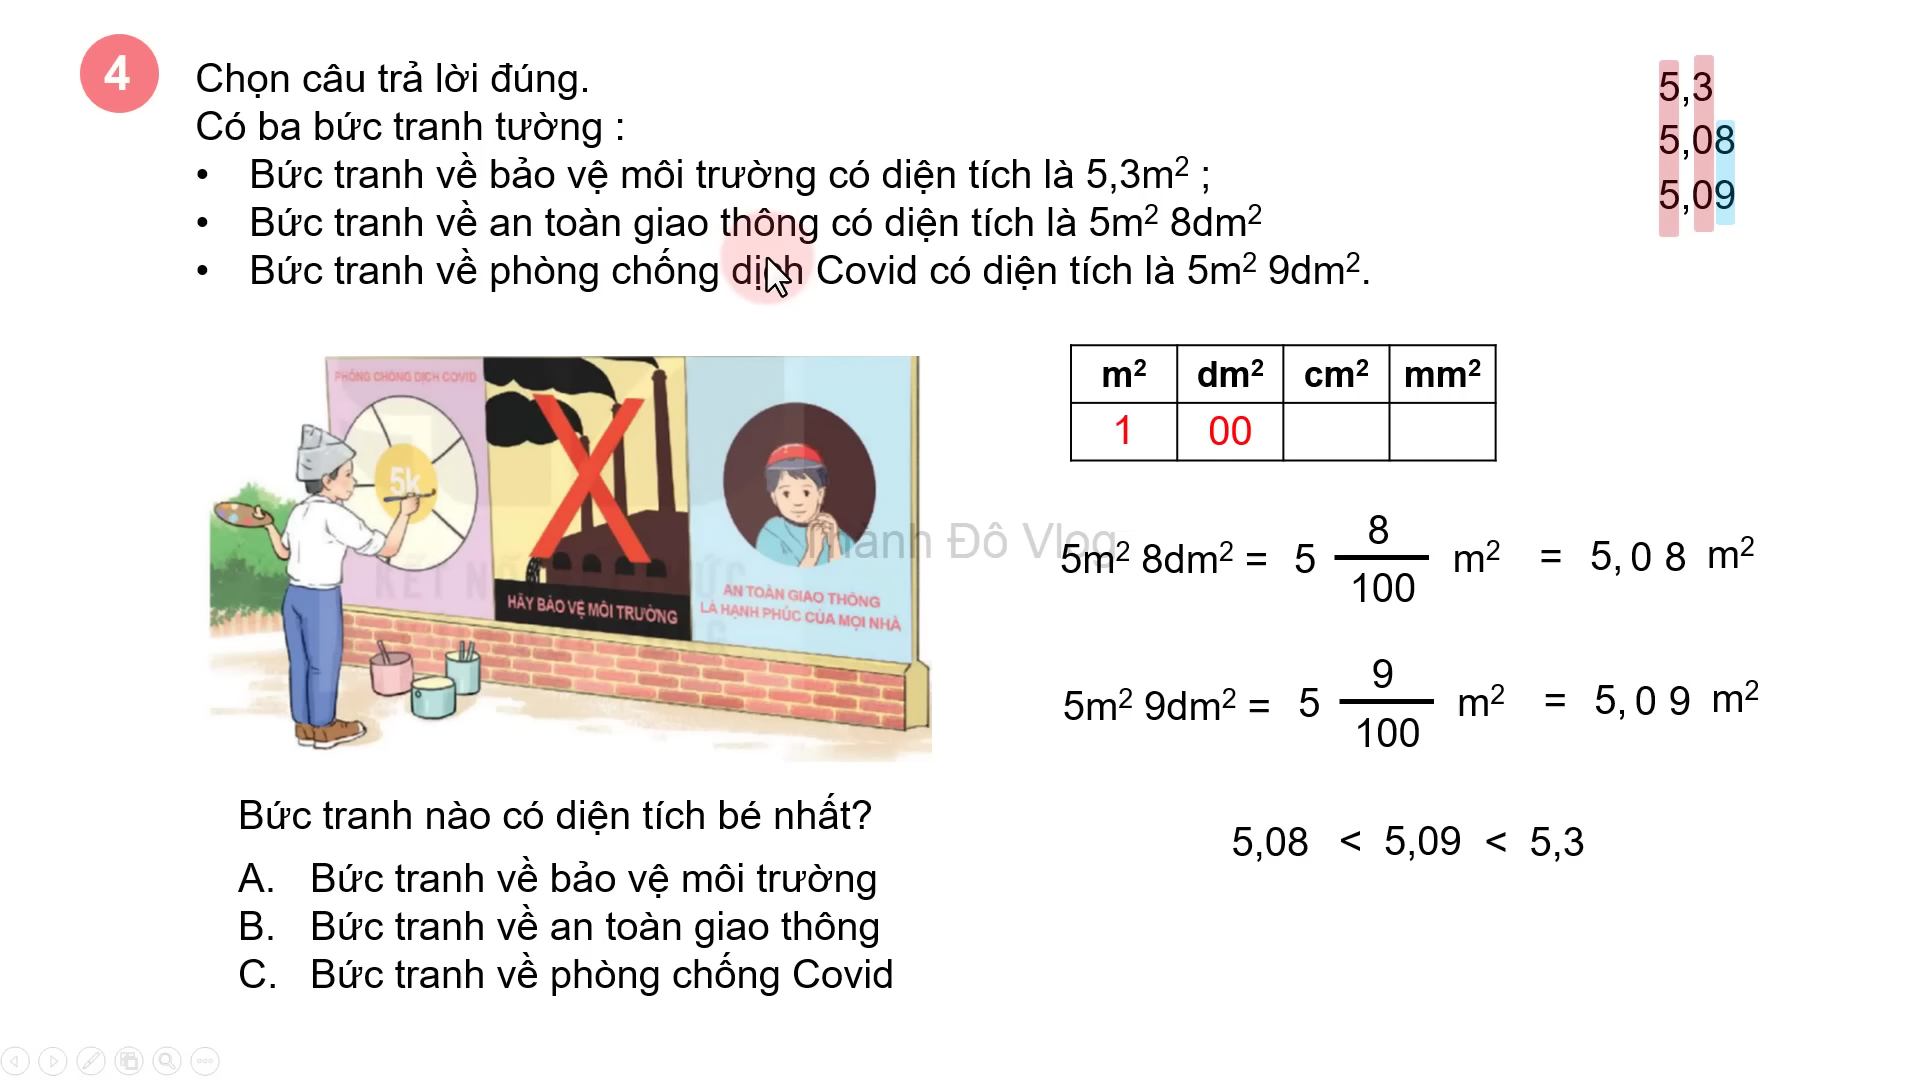 4
Chọn câu trả lời đúng.
Có ba bức tranh tường :
• Bức tranh về bảo vệ môi trường có diện tích là 5,3m² ;
• Bức tranh về an toàn giao thông có diện tích là 5m² 8dm²
• Bức tranh về phòng chống dịch Covid có diện tích là 5m² 9dm².
5,3
5,08
5,09
PHÒNG CHỐNG DỊCH COVID
5k
HÃY BẢO VỆ MÔI TRƯỜNG
AN TOÀN GIAO THÔNG
LÀ HẠNH PHÚC CỦA MỌI NHÀ
m² dm² cm² mm²
1 00
hành Đô Vlog
5m² 8dm² = 5 8/100 m² = 5,08 m²
5m² 9dm² = 5 9/100 m² = 5,09 m²
5,08 < 5,09 < 5,3
Bức tranh nào có diện tích bé nhất?
A. Bức tranh về bảo vệ môi trường
B. Bức tranh về an toàn giao thông
C. Bức tranh về phòng chống Covid